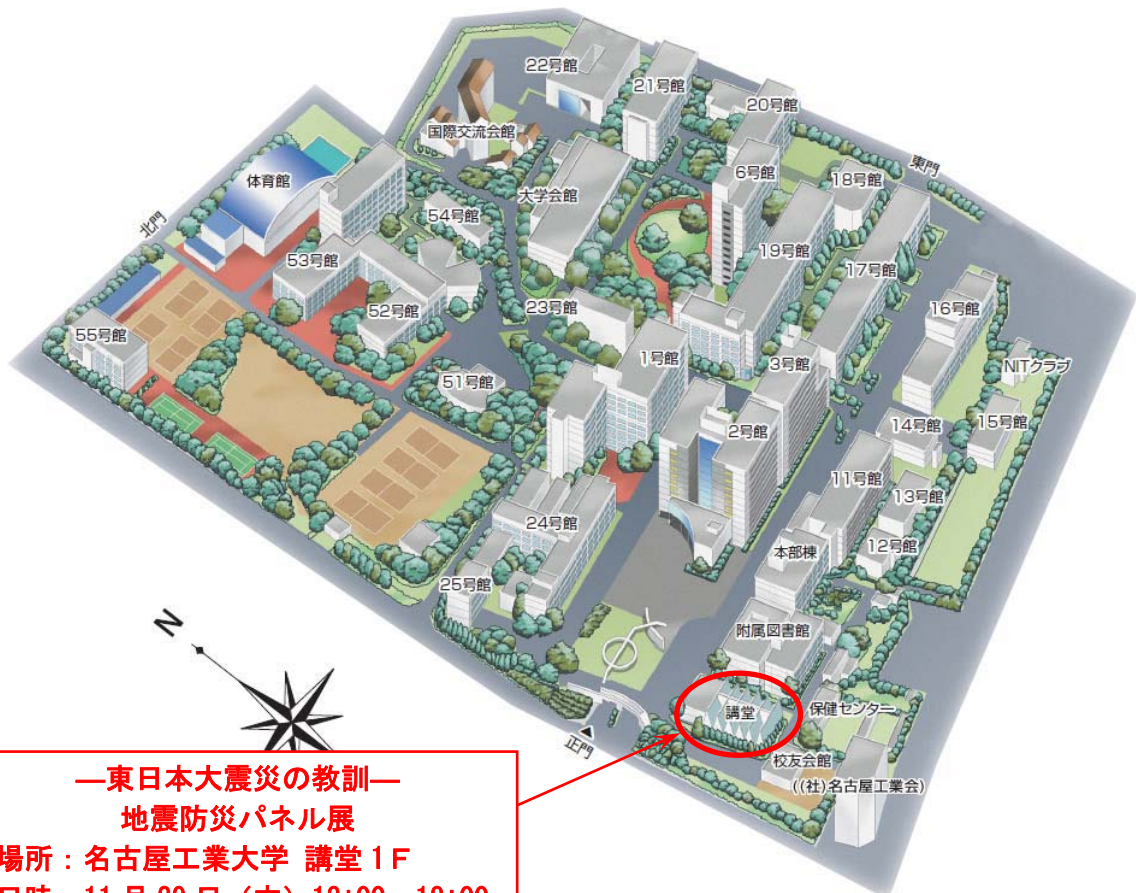 22号館
21号館
20号館
国際交流会館
東門
体育館
6号館
18号館
大学会館
54号館
北門
19号館
53号館
17号館
52号館
23号館
16号館
55号館
1号館
3号館
NITクラブ
51号館
2号館
15号館
14号館
11号館
24号館
13号館
本部棟
12号館
25号館
N
附属図書館
講堂
保健センター
正門
校友会館
((社)名古屋工業会)
―東日本大震災の教訓―
地震防災パネル展
場所：名古屋工業大学 講堂1F